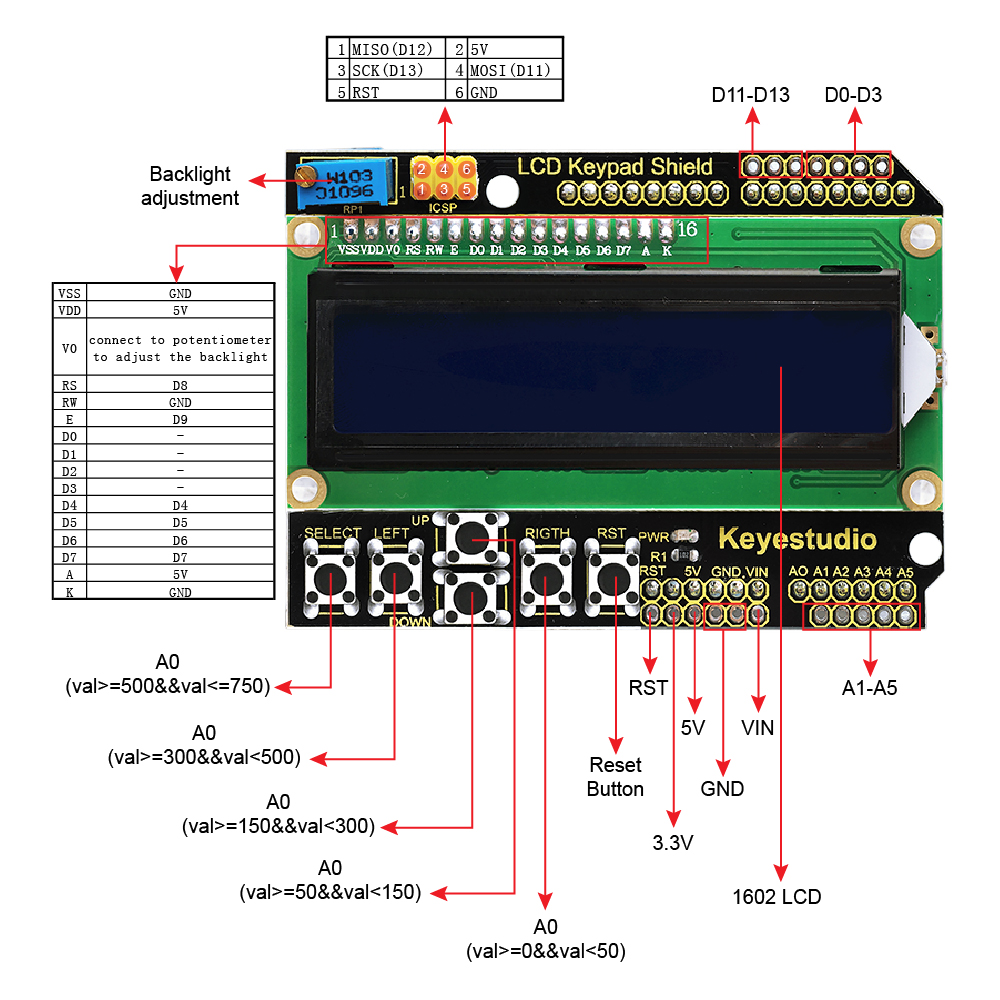 1 MISO(D12) 2 5V
3 SCK(D13) 4 MOSI(D11)
5 RST 6 GND
D11-D13 D0-D3
Backlight
adjustment
W103
J1096
RP1
1
2 4 6
1 3 5
ICSP
LCD Keypad Shield
1 16
VSS VDD V0 RS RW E D0 D1 D2 D3 D4 D5 D6 D7 A K
VSS GND
VDD 5V
V0 connect to potentiometer
to adjust the backlight
RS D8
RW GND
E D9
D0 -
D1 -
D2 -
D3 -
D4 D4
D5 D5
D6 D6
D7 D7
A 5V
K GND
SELECT LEFT UP RIGTH RST
DOWN
PWR
R1
Keyestudio
RST 5V GND VIN A0 A1 A2 A3 A4 A5
A0
(val>=500&&val<=750)
A0
(val>=300&&val<500)
A0
(val>=150&&val<300)
A0
(val>=50&&val<150)
A0
(val>=0&&val<50)
Reset
Button
RST
3.3V
5V
GND
VIN
1602 LCD
A1-A5